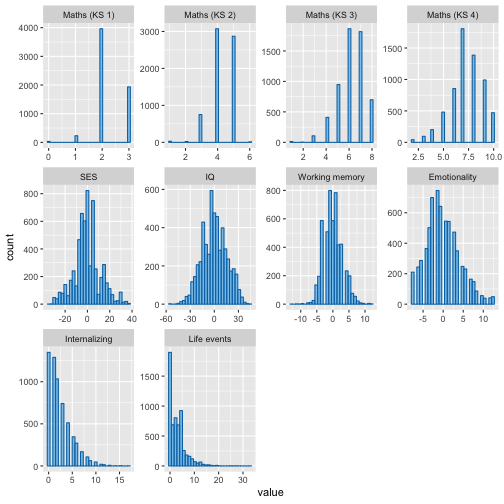 Maths (KS 1) Maths (KS 2) Maths (KS 3) Maths (KS 4)
4000 3000 2000 1000 0
3000 2000 1000 0
1500 1000 500 0
1500 1000 500 0
0 1 2 3
2 4 6
2 4 6 8
2.5 5.0 7.5 10.0
SES IQ Working memory Emotionality
800 600 400 200 0
600 400 200 0
800 600 400 200 0
600 400 200 0
-20 0 20 40
-60 -30 0 30
-10 -5 0 5 10
-5 0 5 10
Internalizing Life events
1000 500 0
1500 1000 500 0
0 5 10 15
0 10 20 30
count
value